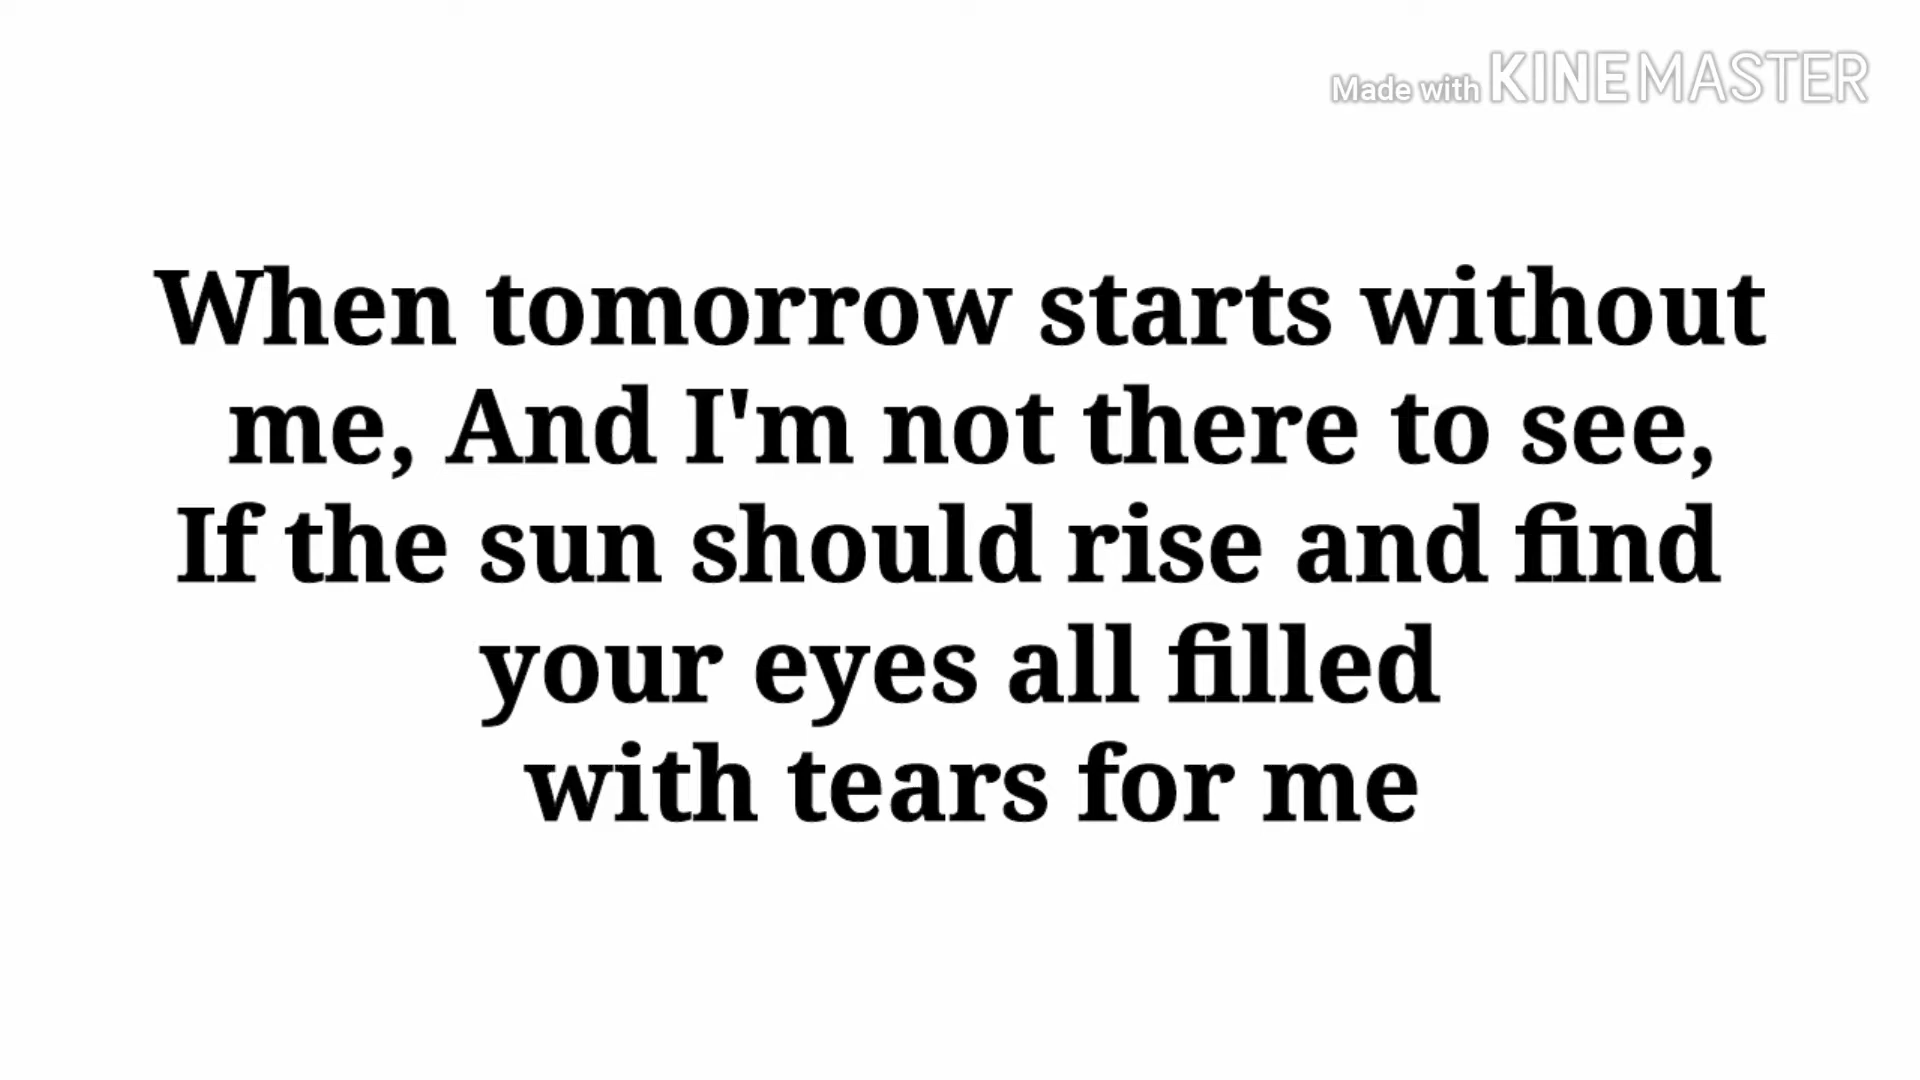 Made with KINEMASTER
When tomorrow starts without
me, And I'm not there to see,
If the sun should rise and find
your eyes all filled
with tears for me